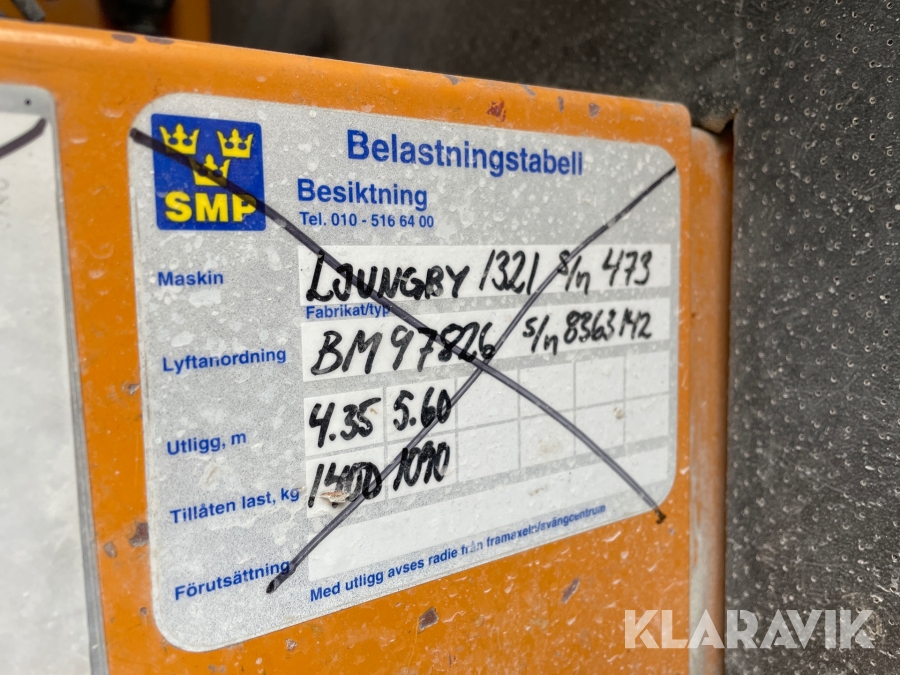 SMP
Belastningstabell
Besiktning
Tel. 010 - 516 64 00
Maskin LJUNGBY 1321 S/n 473
Fabrikat/typ
Lyftanordning BM 97826 S/n 8363142
Utligg, m 4.35 5.60
Tillåten last, kg 1400 1090
Förutsättning
Med utligg avses radie från framaxeln/svängcentrum
KLARAVIK